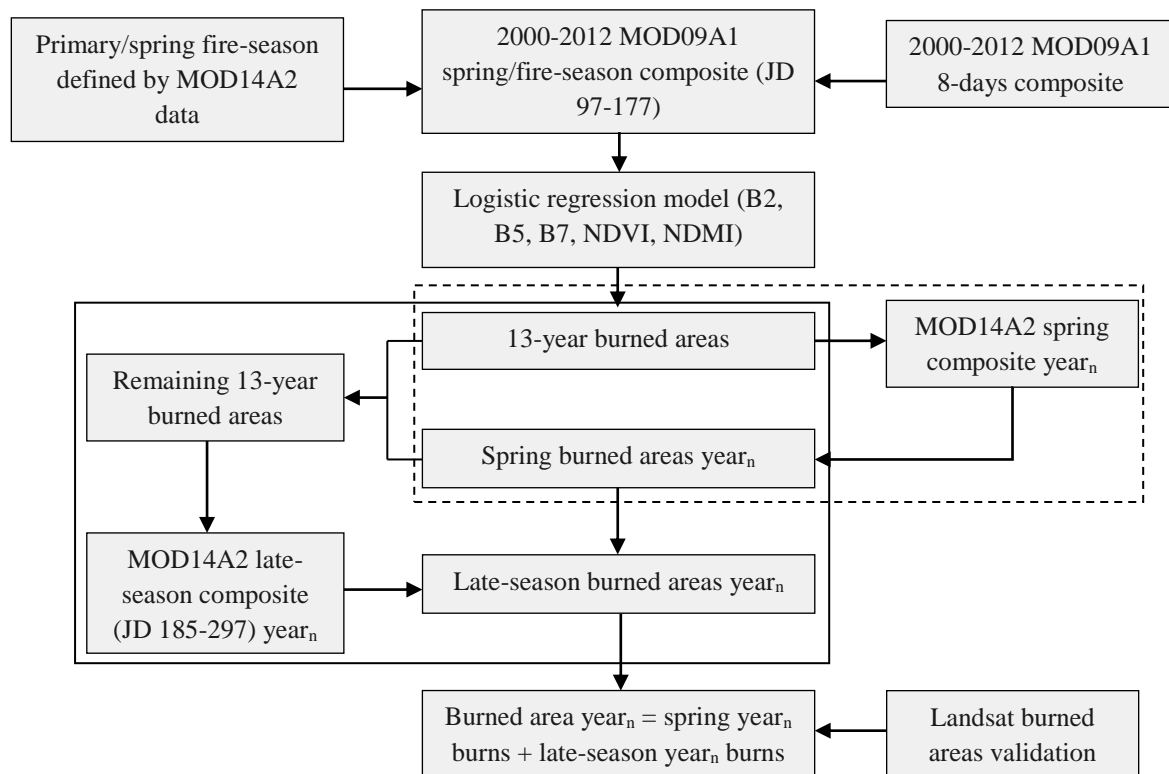 Primary/spring fire-season
defined by MOD14A2
data
2000-2012 MOD09A1
spring/fire-season composite (JD
97-177)
2000-2012 MOD09A1
8-days composite
Logistic regression model (B2,
B5, B7, NDVI, NDMI)
13-year burned areas
MOD14A2 spring
composite yearₙ
Remaining 13-year
burned areas
Spring burned areas yearₙ
MOD14A2 late-
season composite
(JD 185-297) yearₙ
Late-season burned areas yearₙ
Burned area yearₙ = spring yearₙ
burns + late-season yearₙ burns
Landsat burned
areas validation